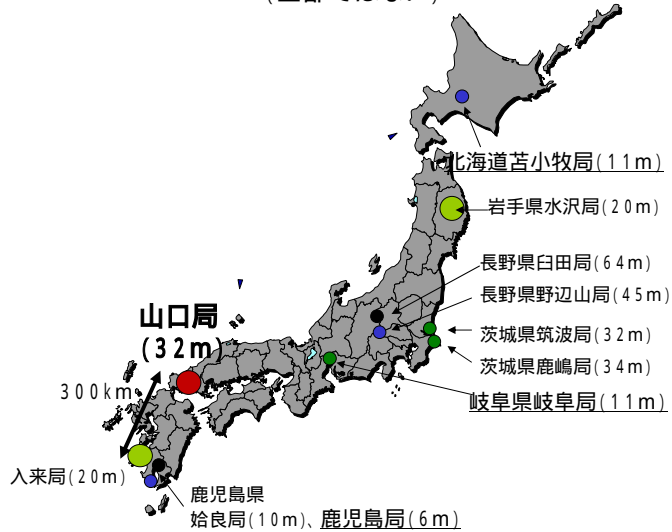 北海道苫小牧局(11m)
岩手県水沢局(20m)
長野県臼田局(64m)
長野県野辺山局(45m)
山口局
(32m)
茨城県筑波局(32m)
茨城県鹿嶋局(34m)
300km
岐阜県岐阜局(11m)
入来局(20m)
鹿児島県
姶良局(10m)、鹿児島局(6m)